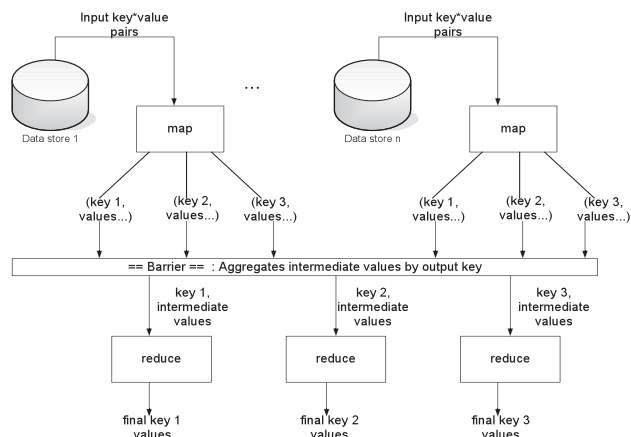 Input key*value
pairs
Input key*value
pairs
...
Data store 1
Data store n
map
map
(key 1,
values...)
(key 2,
values...)
(key 3,
values...)
(key 1,
values...)
(key 2,
values...)
(key 3,
values...)
== Barrier == : Aggregates intermediate values by output key
key 1,
intermediate
values
key 2,
intermediate
values
key 3,
intermediate
values
reduce
reduce
reduce
final key 1
values
final key 2
values
final key 3
values